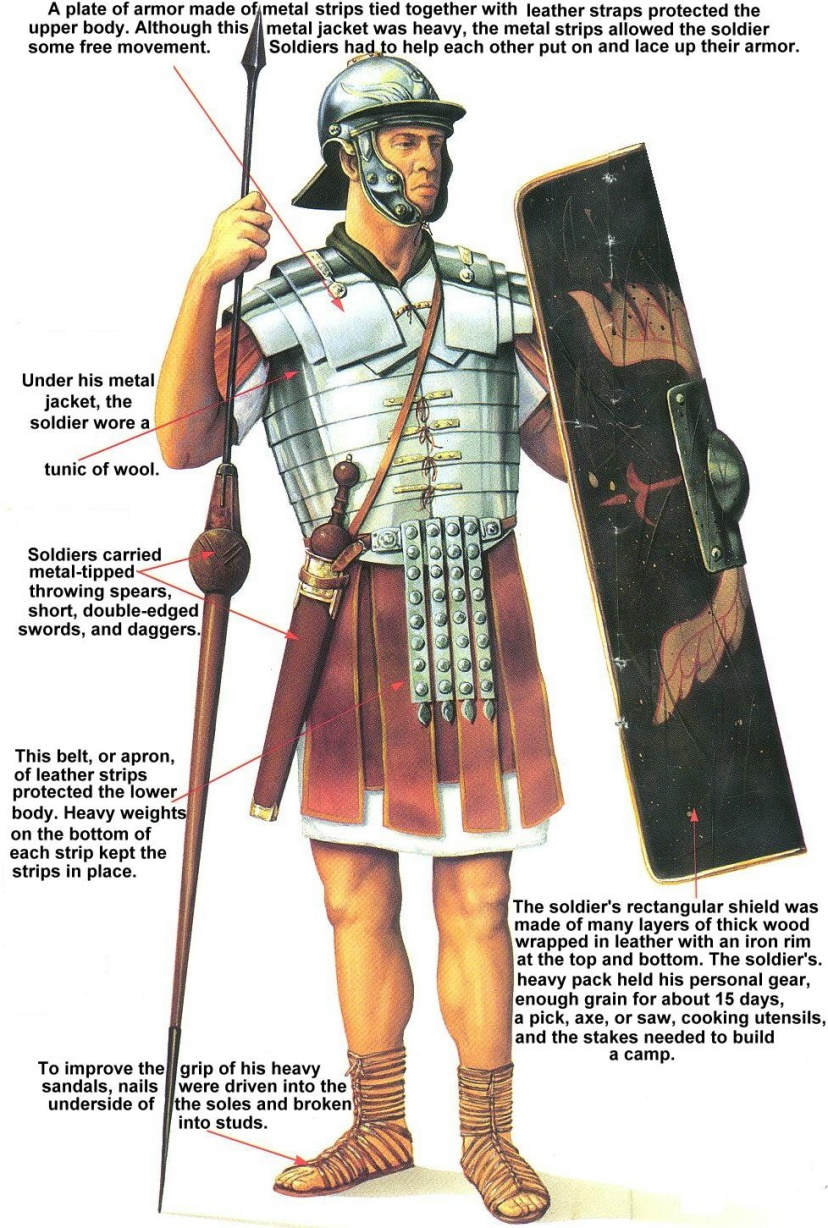 A plate of armor made of metal strips tied together with leather straps protected the
upper body. Although this metal jacket was heavy, the metal strips allowed the soldier
some free movement. Soldiers had to help each other put on and lace up their armor.
Under his metal
jacket, the
soldier wore a
tunic of wool.
Soldiers carried
metal-tipped
throwing spears,
short, double-edged
swords, and daggers.
This belt, or apron,
of leather strips
protected the lower
body. Heavy weights
on the bottom of
each strip kept the
strips in place.
The soldier's rectangular shield was
made of many layers of thick wood
wrapped in leather with an iron rim
at the top and bottom. The soldier's.
heavy pack held his personal gear,
enough grain for about 15 days,
a pick, axe, or saw, cooking utensils,
and the stakes needed to build
a camp.
To improve the grip of his heavy
sandals, nails were driven into the
underside of the soles and broken
into studs.